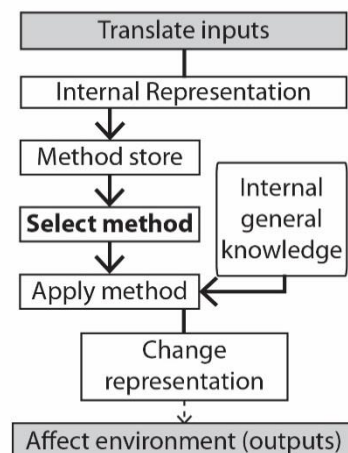 Translate inputs
Internal Representation
Method store
Select method
Internal
general
knowledge
Apply method
Change
representation
Affect environment (outputs)